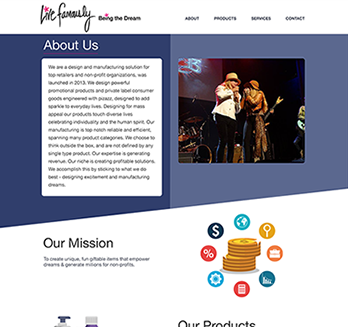 Live famously Being the Dream
ABOUT PRODUCTS SERVICES CONTACT
About Us
We are a design and manufacturing solution for
top retailers and non-profit organizations, was
launched in 2013. We design powerful
promotional products and private label consumer
goods engineered with pizazz, designed to add
sparkle to everyday lives. Designing for mass
appeal our products touch diverse lives
celebrating individuality and the human spirit. Our
manufacturing is top notch reliable and efficient,
spanning many product categories. We choose to
think outside the box, and are not defined by any
single type product. Our expertise is generating
revenue. Our niche is creating profitable solutions.
We accomplish this by sticking to what we do
best - designing excitement and manufacturing
dreams.
Our Mission
To create unique, fun giftable items that empower
dreams & generate millions for non-profits.
$
%
Our Products